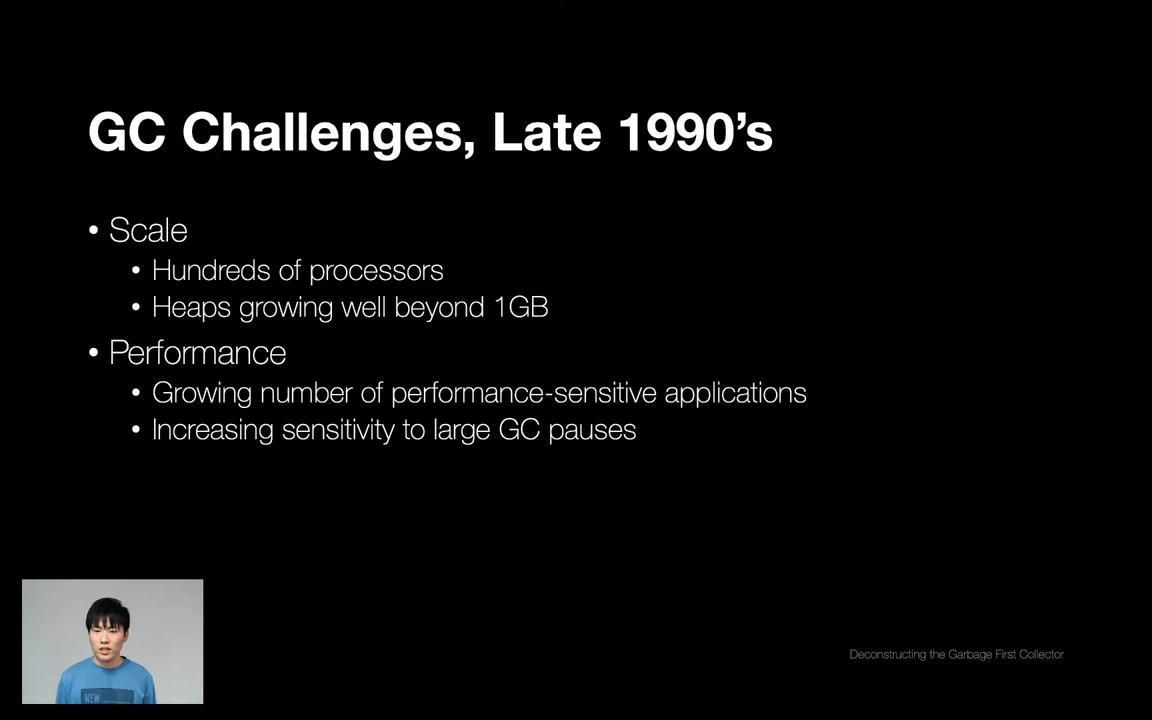 GC Challenges, Late 1990’s
• Scale
• Hundreds of processors
• Heaps growing well beyond 1GB
• Performance
• Growing number of performance-sensitive applications
• Increasing sensitivity to large GC pauses
NEW
Deconstructing the Garbage First Collector